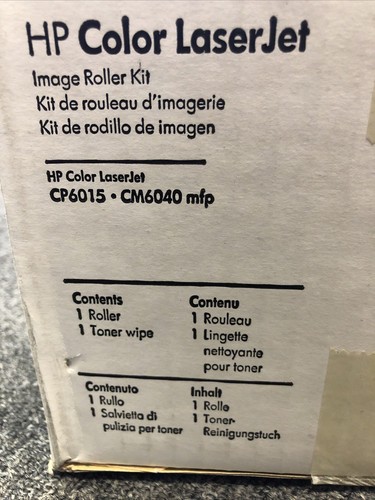 HP Color LaserJet
Image Roller Kit
Kit de rouleau d'imagerie
Kit de rodillo de imagen
HP Color LaserJet
CP6015 • CM6040 mfp
Contents
1 Roller
1 Toner wipe
Contenu
1 Rouleau
1 Lingette
nettoyante
pour toner
Contenuto
1 Rullo
1 Salvietta di
pulizia per toner
Inhalt
1 Rolle
1 Toner-
Reinigungstuch